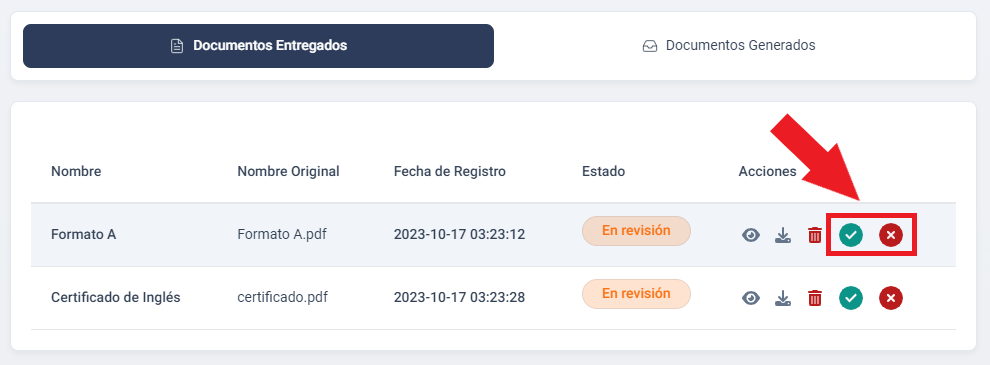 Documentos Entregados Documentos Generados
Nombre Nombre Original Fecha de Registro Estado Acciones
Formato A Formato A.pdf 2023-10-17 03:23:12 En revisión
Certificado de Inglés certificado.pdf 2023-10-17 03:23:28 En revisión